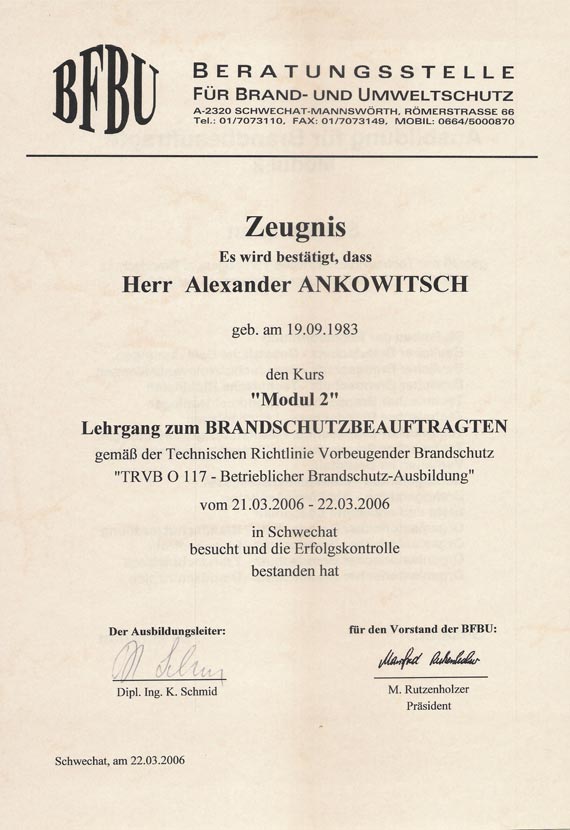 BFBU
BERATUNGSSTELLE
FÜR BRAND- UND UMWELTSCHUTZ
A-2320 SCHWECHAT-MANNSWÖRTH, RÖMERSTRASSE 66
Tel.: 01/7073110, FAX: 01/7073149, MOBIL: 0664/5000870
Zeugnis
Es wird bestätigt, dass
Herr Alexander ANKOWITSCH
geb. am 19.09.1983
den Kurs
"Modul 2"
Lehrgang zum BRANDSCHUTZBEAUFTRAGTEN
gemäß der Technischen Richtlinie Vorbeugender Brandschutz
"TRVB O 117 - Betrieblicher Brandschutz-Ausbildung"
vom 21.03.2006 - 22.03.2006
in Schwechat
besucht und die Erfolgskontrolle
bestanden hat
Der Ausbildungsleiter:
für den Vorstand der BFBU:
Dipl. Ing. K. Schmid
M. Rutzenholzer
Präsident
Schwechat, am 22.03.2006